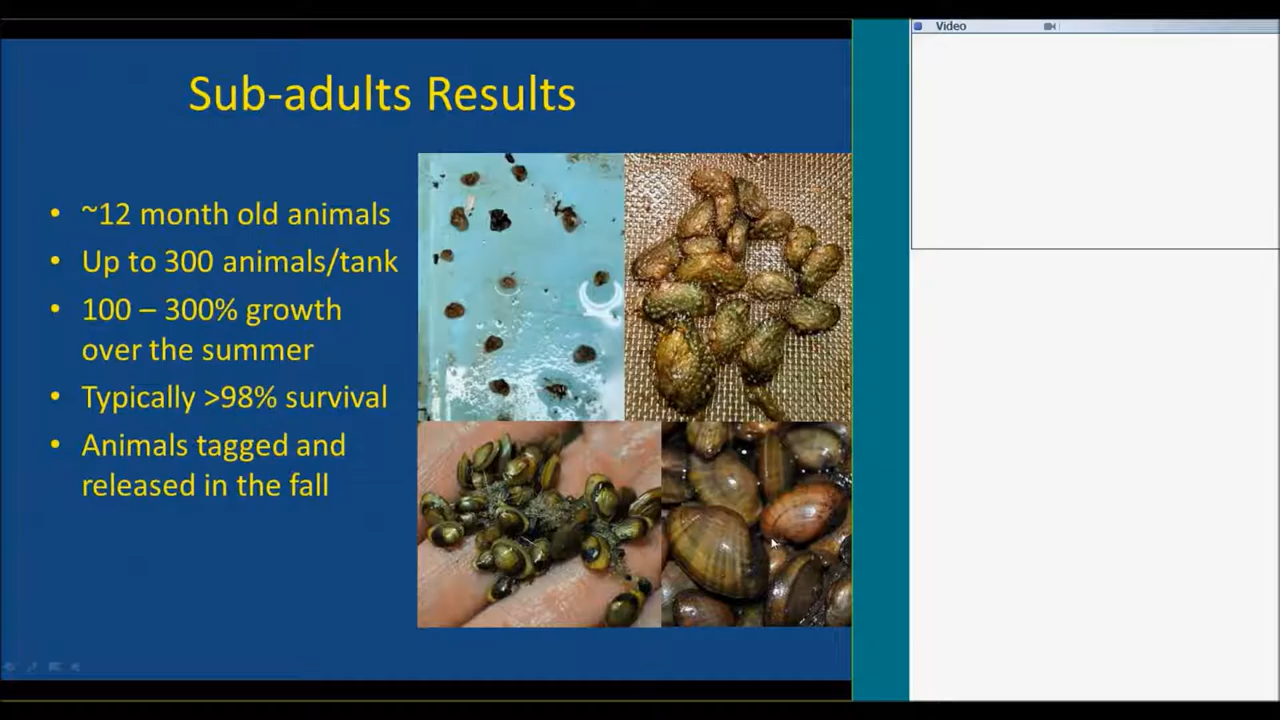 Video
Sub-adults Results
• ~12 month old animals
• Up to 300 animals/tank
• 100 – 300% growth
over the summer
• Typically >98% survival
• Animals tagged and
released in the fall